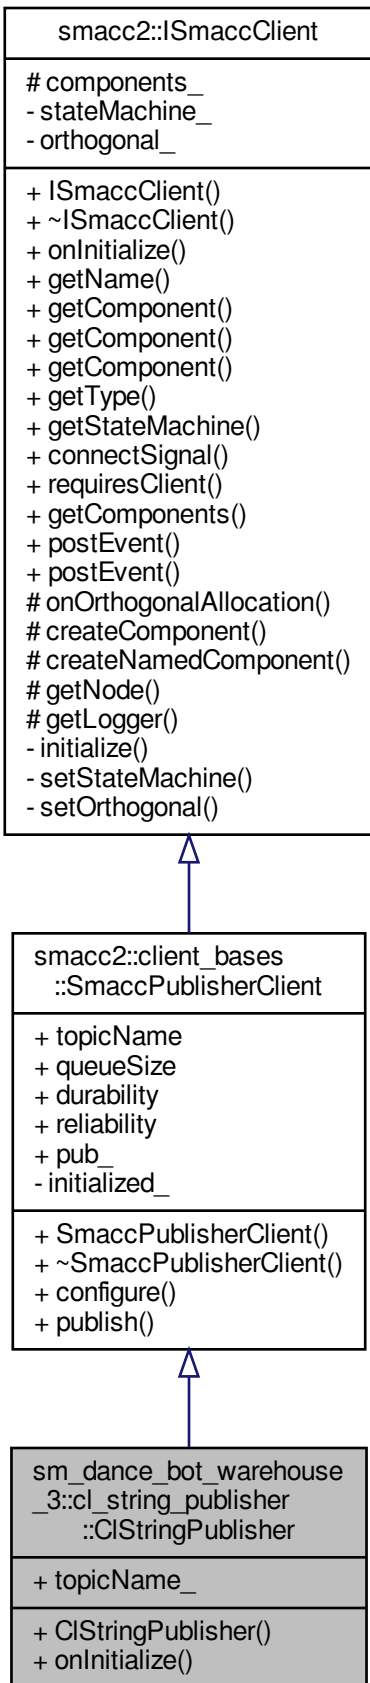 smacc2::ISmaccClient
# components_
- stateMachine_
- orthogonal_
+ ISmaccClient()
+ ~ISmaccClient()
+ onInitialize()
+ getName()
+ getComponent()
+ getComponent()
+ getComponent()
+ getType()
+ getStateMachine()
+ connectSignal()
+ requiresClient()
+ getComponents()
+ postEvent()
+ postEvent()
# onOrthogonalAllocation()
# createComponent()
# createNamedComponent()
# getNode()
# getLogger()
- initialize()
- setStateMachine()
- setOrthogonal()
smacc2::client_bases
::SmaccPublisherClient
+ topicName
+ queueSize
+ durability
+ reliability
+ pub_
- initialized_
+ SmaccPublisherClient()
+ ~SmaccPublisherClient()
+ configure()
+ publish()
sm_dance_bot_warehouse
_3::cl_string_publisher
::ClStringPublisher
+ topicName_
+ ClStringPublisher()
+ onInitialize()